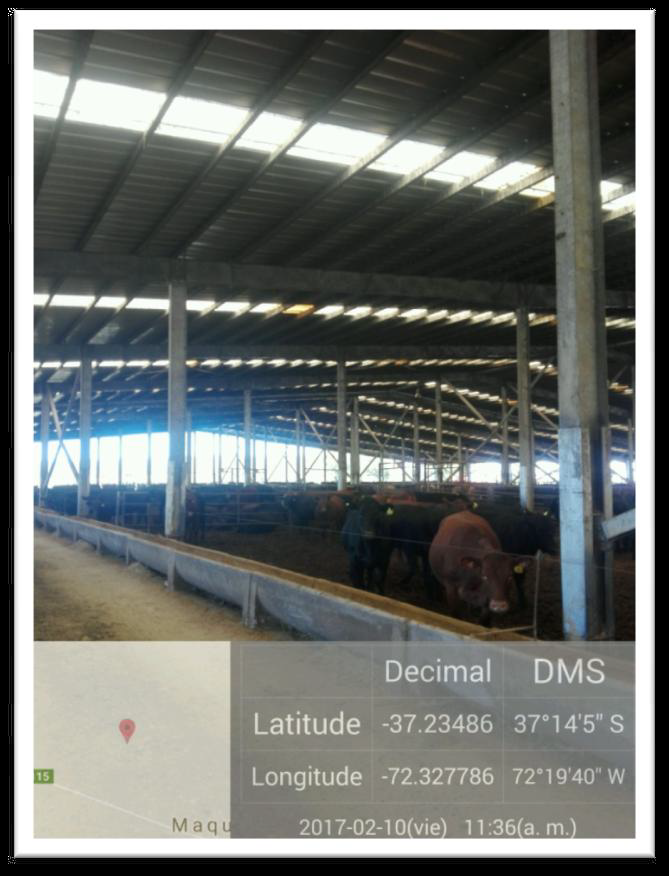 Decimal DMS
Latitude -37.23486 37°14'5" S
Longitude -72.327786 72°19'40" W
15
Maqu
2017-02-10(vie) 11:36(a. m.)